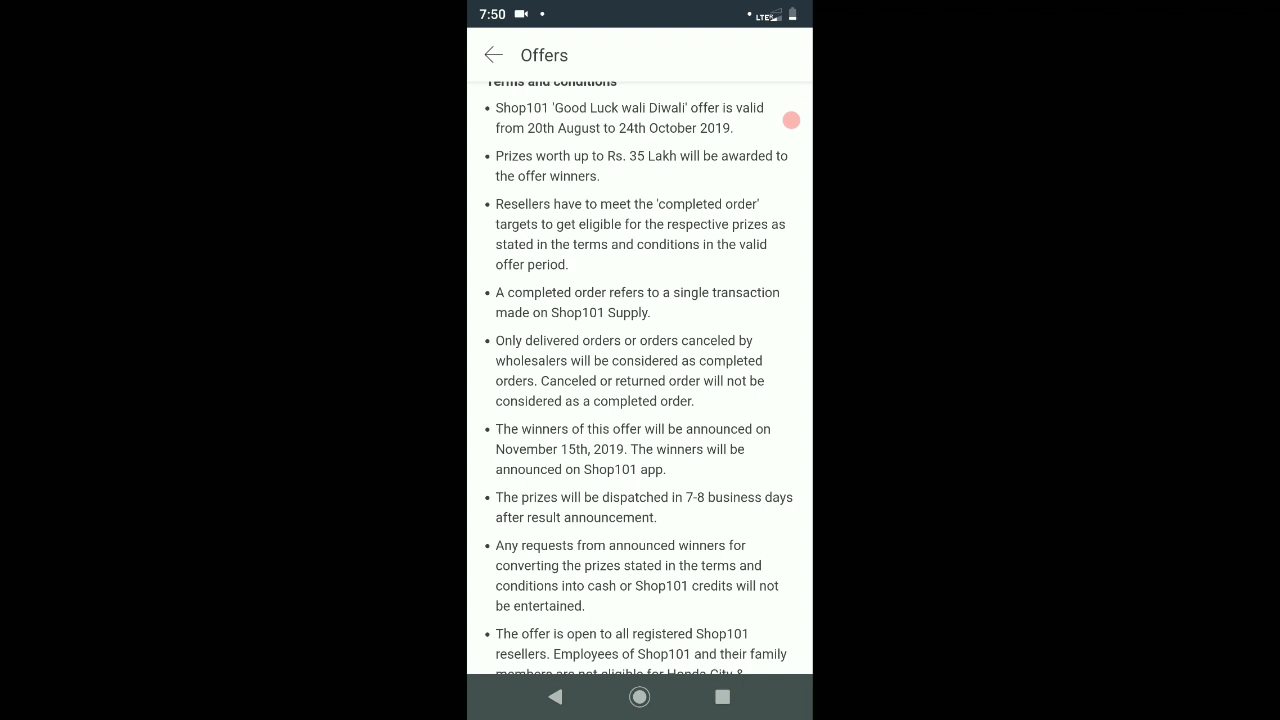 7:50
LTE
Offers
Terms and conditions
• Shop101 'Good Luck wali Diwali' offer is valid
from 20th August to 24th October 2019.
• Prizes worth up to Rs. 35 Lakh will be awarded to
the offer winners.
• Resellers have to meet the 'completed order'
targets to get eligible for the respective prizes as
stated in the terms and conditions in the valid
offer period.
• A completed order refers to a single transaction
made on Shop101 Supply.
• Only delivered orders or orders canceled by
wholesalers will be considered as completed
orders. Canceled or returned order will not be
considered as a completed order.
• The winners of this offer will be announced on
November 15th, 2019. The winners will be
announced on Shop101 app.
• The prizes will be dispatched in 7-8 business days
after result announcement.
• Any requests from announced winners for
converting the prizes stated in the terms and
conditions into cash or Shop101 credits will not
be entertained.
• The offer is open to all registered Shop101
resellers. Employees of Shop101 and their family
members are not eligible for Honda City &